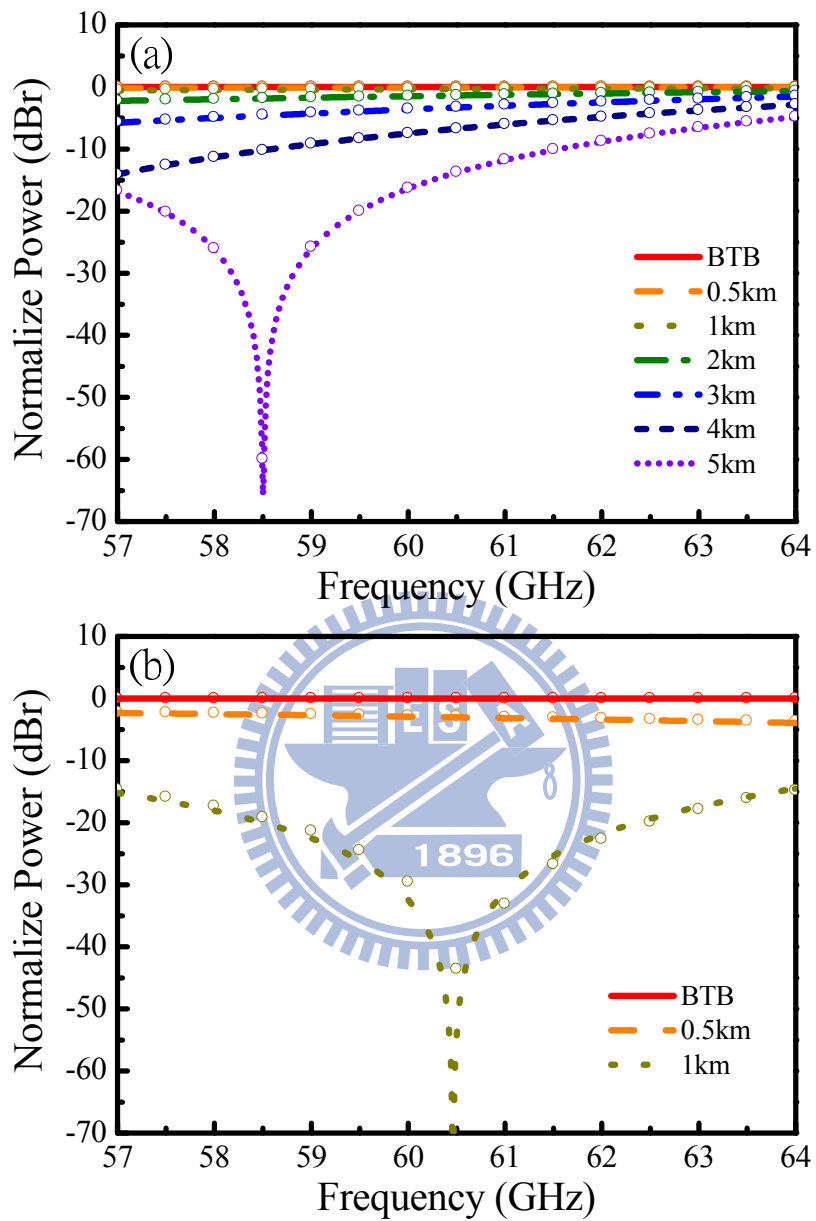 (a)
Normalize Power (dBr)
10
0
-10
-20
-30
-40
-50
-60
-70
BTB
0.5km
1km
2km
3km
4km
5km
57 58 59 60 61 62 63 64
Frequency (GHz)
(b)
Normalize Power (dBr)
10
0
-10
-20
-30
-40
-50
-60
-70
E S
1896
BTB
0.5km
1km
57 58 59 60 61 62 63 64
Frequency (GHz)